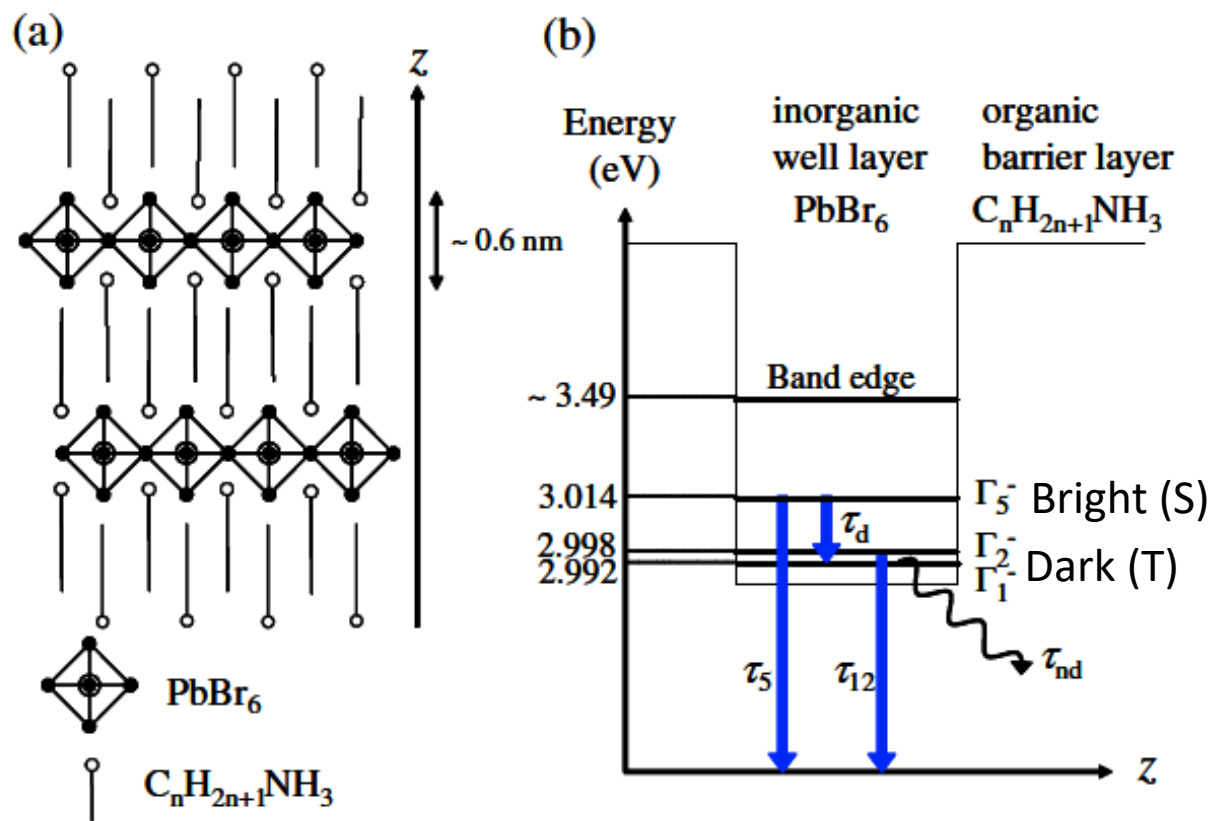 (a)
z
~ 0.6 nm
PbBr₆
CₙH₂ₙ₊₁NH₃
(b)
Energy
(eV)
inorganic
well layer
PbBr₆
organic
barrier layer
CₙH₂ₙ₊₁NH₃
Band edge
~ 3.49
3.014
2.998
2.992
Γ₅⁻ Bright (S)
Γ₂⁻
Dark (T)
Γ₁⁻
τd
τ₅
τ₁₂
τnd
z